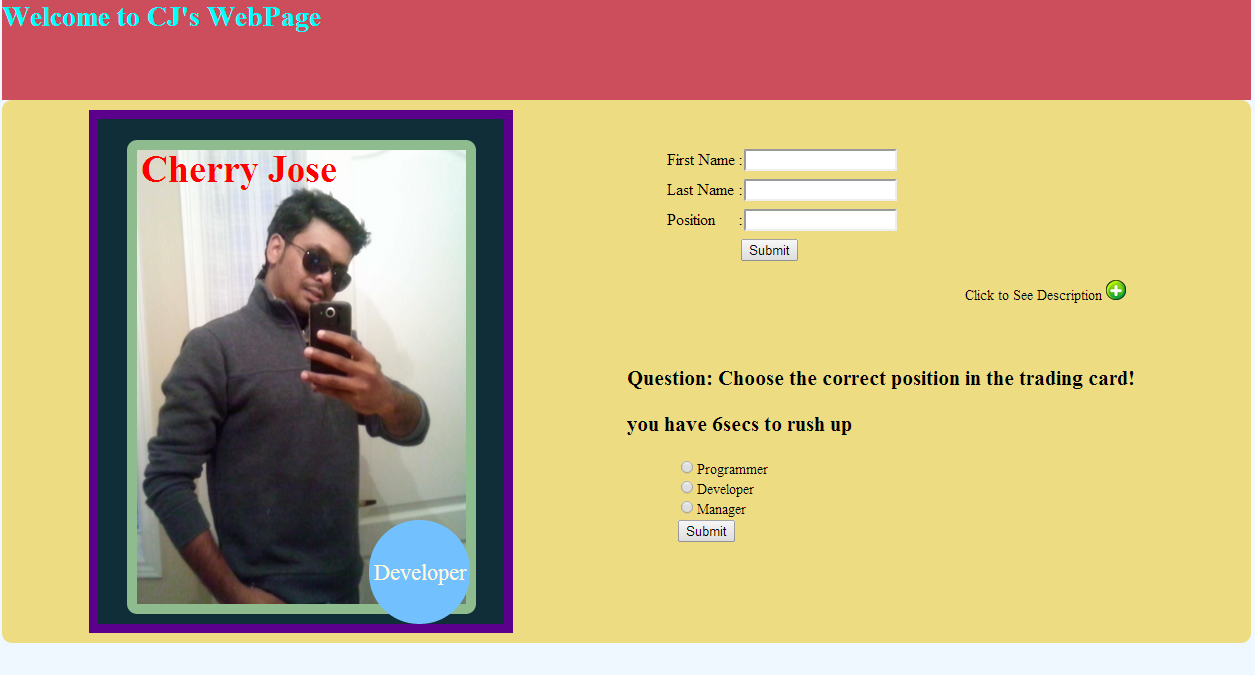 Welcome to CJ's WebPage
Cherry Jose
Developer
First Name :
Last Name :
Position :
Submit
Click to See Description
Question: Choose the correct position in the trading card!
you have 6secs to rush up
Programmer
Developer
Manager
Submit